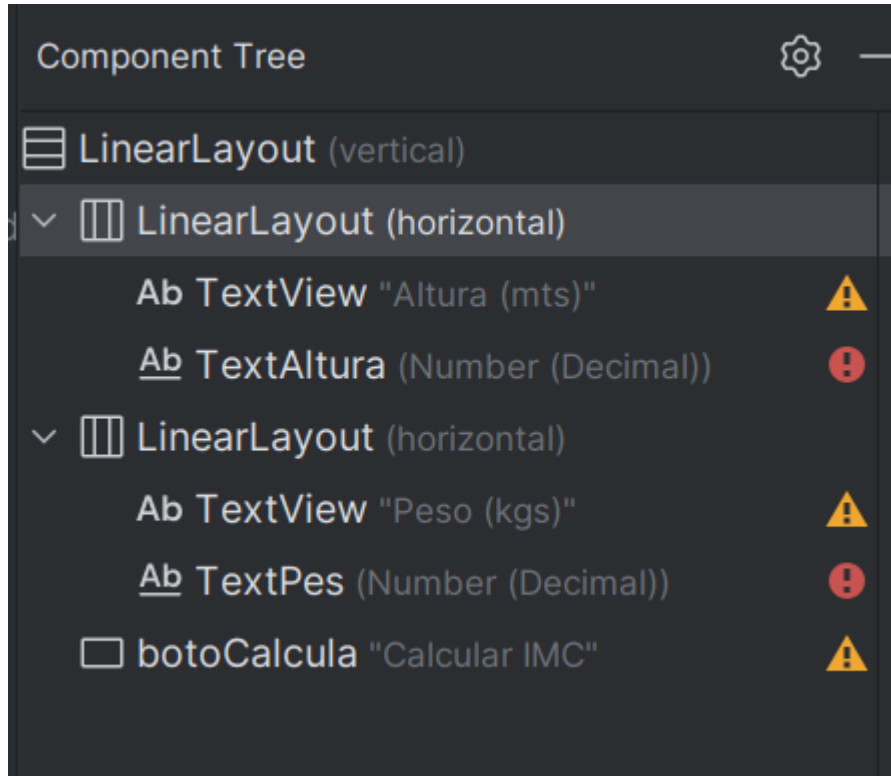 Component Tree
LinearLayout (vertical)
LinearLayout (horizontal)
Ab TextView "Altura (mts)"
Ab TextAltura (Number (Decimal))
LinearLayout (horizontal)
Ab TextView "Peso (kgs)"
Ab TextPes (Number (Decimal))
botoCalcula "Calcular IMC"